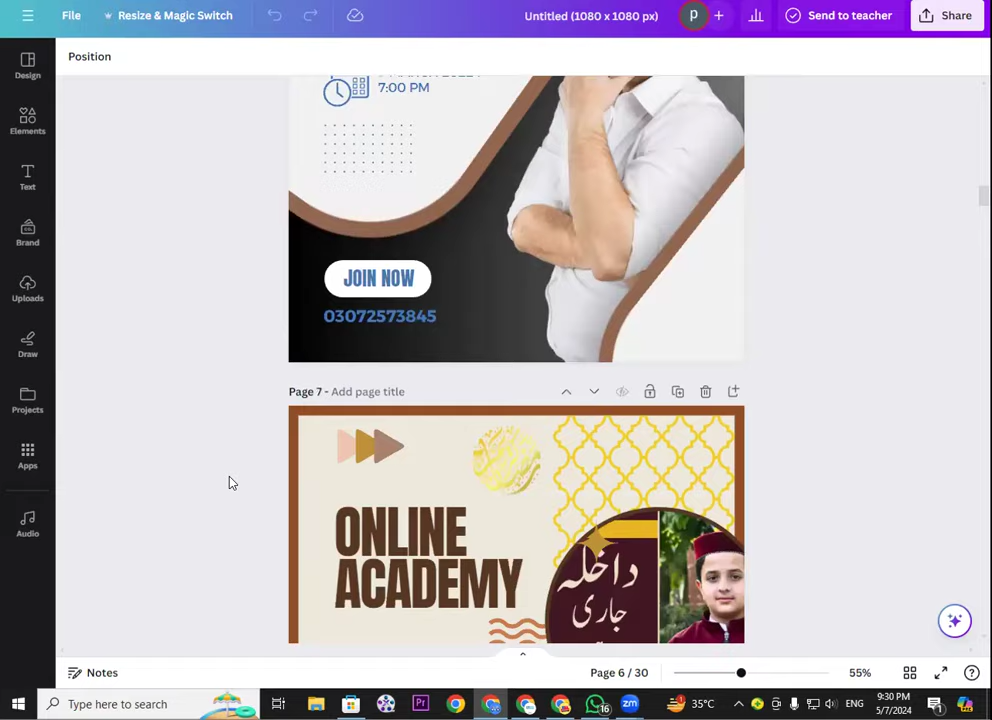 File
Resize & Magic Switch
Untitled (1080 x 1080 px)
p
Send to teacher
Share
Position
Design
Elements
Text
Brand
Uploads
Draw
Projects
Apps
Audio
7:00 PM
JOIN NOW
03072573845
Page 7 - Add page title
ONLINE
ACADEMY
داخلہ
جاری
Notes
Page 6 / 30
55%
Type here to search
16
35°C
ENG
9:30 PM
5/7/2024